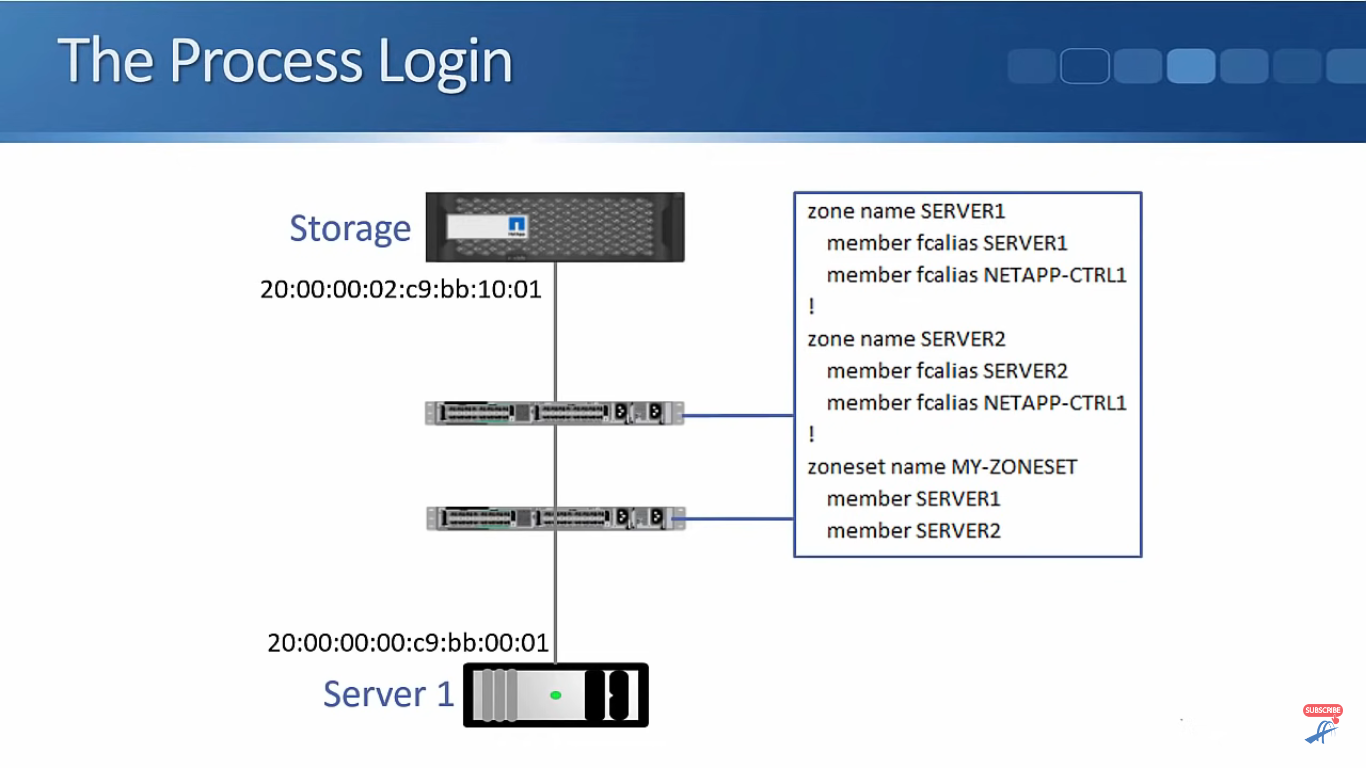 The Process Login
Storage
20:00:00:02:c9:bb:10:01
zone name SERVER1
member fcalias SERVER1
member fcalias NETAPP-CTRL1
!
zone name SERVER2
member fcalias SERVER2
member fcalias NETAPP-CTRL1
!
zoneset name MY-ZONESET
member SERVER1
member SERVER2
20:00:00:00:c9:bb:00:01
Server 1
SUBSCRIBE